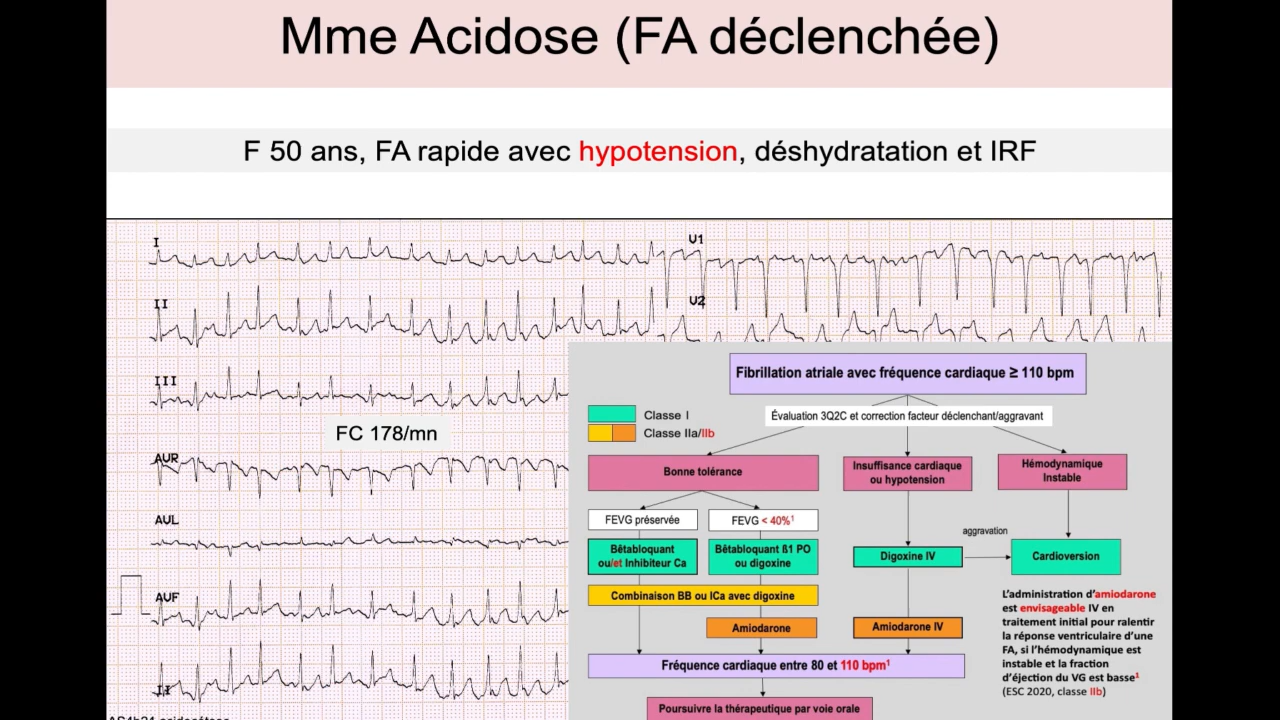 Mme Acidose (FA déclenchée)
F 50 ans, FA rapide avec hypotension, déshydratation et IRF
I
II
III
AUR
AUL
AUF
II
U1
U2
FC 178/mn
Fibrillation atriale avec fréquence cardiaque ≥ 110 bpm
Évaluation 3Q2C et correction facteur déclenchant/aggravant
Classe I
Classe IIa/IIb
Bonne tolérance
Insuffisance cardiaque
ou hypotension
Hémodynamique
Instable
FEVG préservée
FEVG < 40%¹
aggravation
Bêtabloquant
ou/et Inhibiteur Ca
Bêtabloquant ß1 PO
ou digoxine
Digoxine IV
Cardioversion
Combinaison BB ou ICa avec digoxine
Amiodarone
Amiodarone IV
L'administration d'amiodarone
est envisageable IV en
traitement initial pour ralentir
la réponse ventriculaire d'une
FA, si l'hémodynamique est
instable et la fraction
d'éjection du VG est basse¹
(ESC 2020, classe IIb)
Fréquence cardiaque entre 80 et 110 bpm¹
Poursuivre la thérapeutique par voie orale